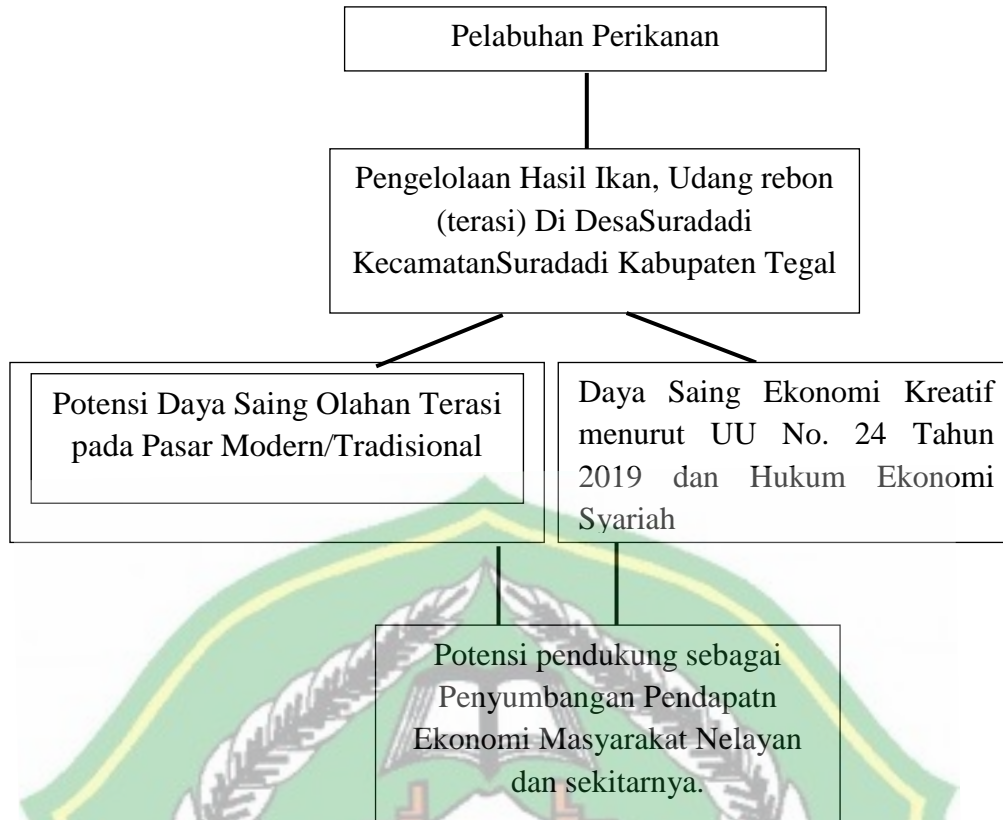 Pelabuhan Perikanan
Pengelolaan Hasil Ikan, Udang rebon
(terasi) Di DesaSuradadi
KecamatanSuradadi Kabupaten Tegal
Potensi Daya Saing Olahan Terasi
pada Pasar Modern/Tradisional
Daya Saing Ekonomi Kreatif
menurut UU No. 24 Tahun
2019 dan Hukum Ekonomi
Syariah
Potensi pendukung sebagai
Penyumbangan Pendapatn
Ekonomi Masyarakat Nelayan
dan sekitarnya.